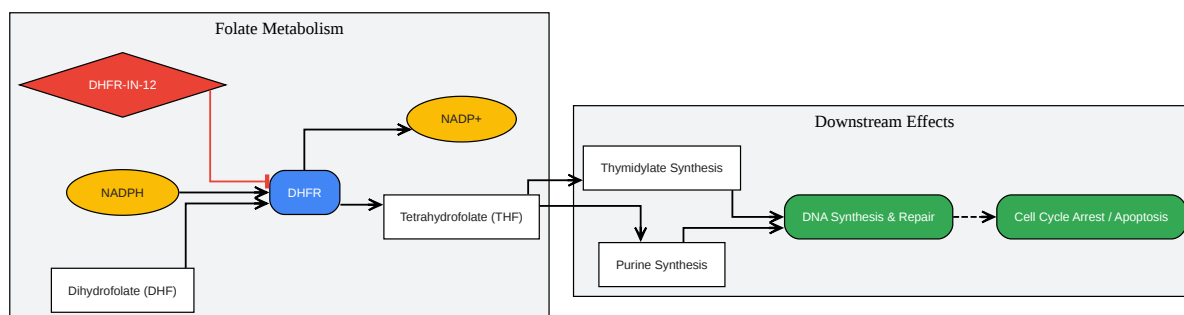 Folate Metabolism
DHFR-IN-12
NADP+
NADPH
DHFR
Tetrahydrofolate (THF)
Dihydrofolate (DHF)
Downstream Effects
Thymidylate Synthesis
DNA Synthesis & Repair
Cell Cycle Arrest / Apoptosis
Purine Synthesis